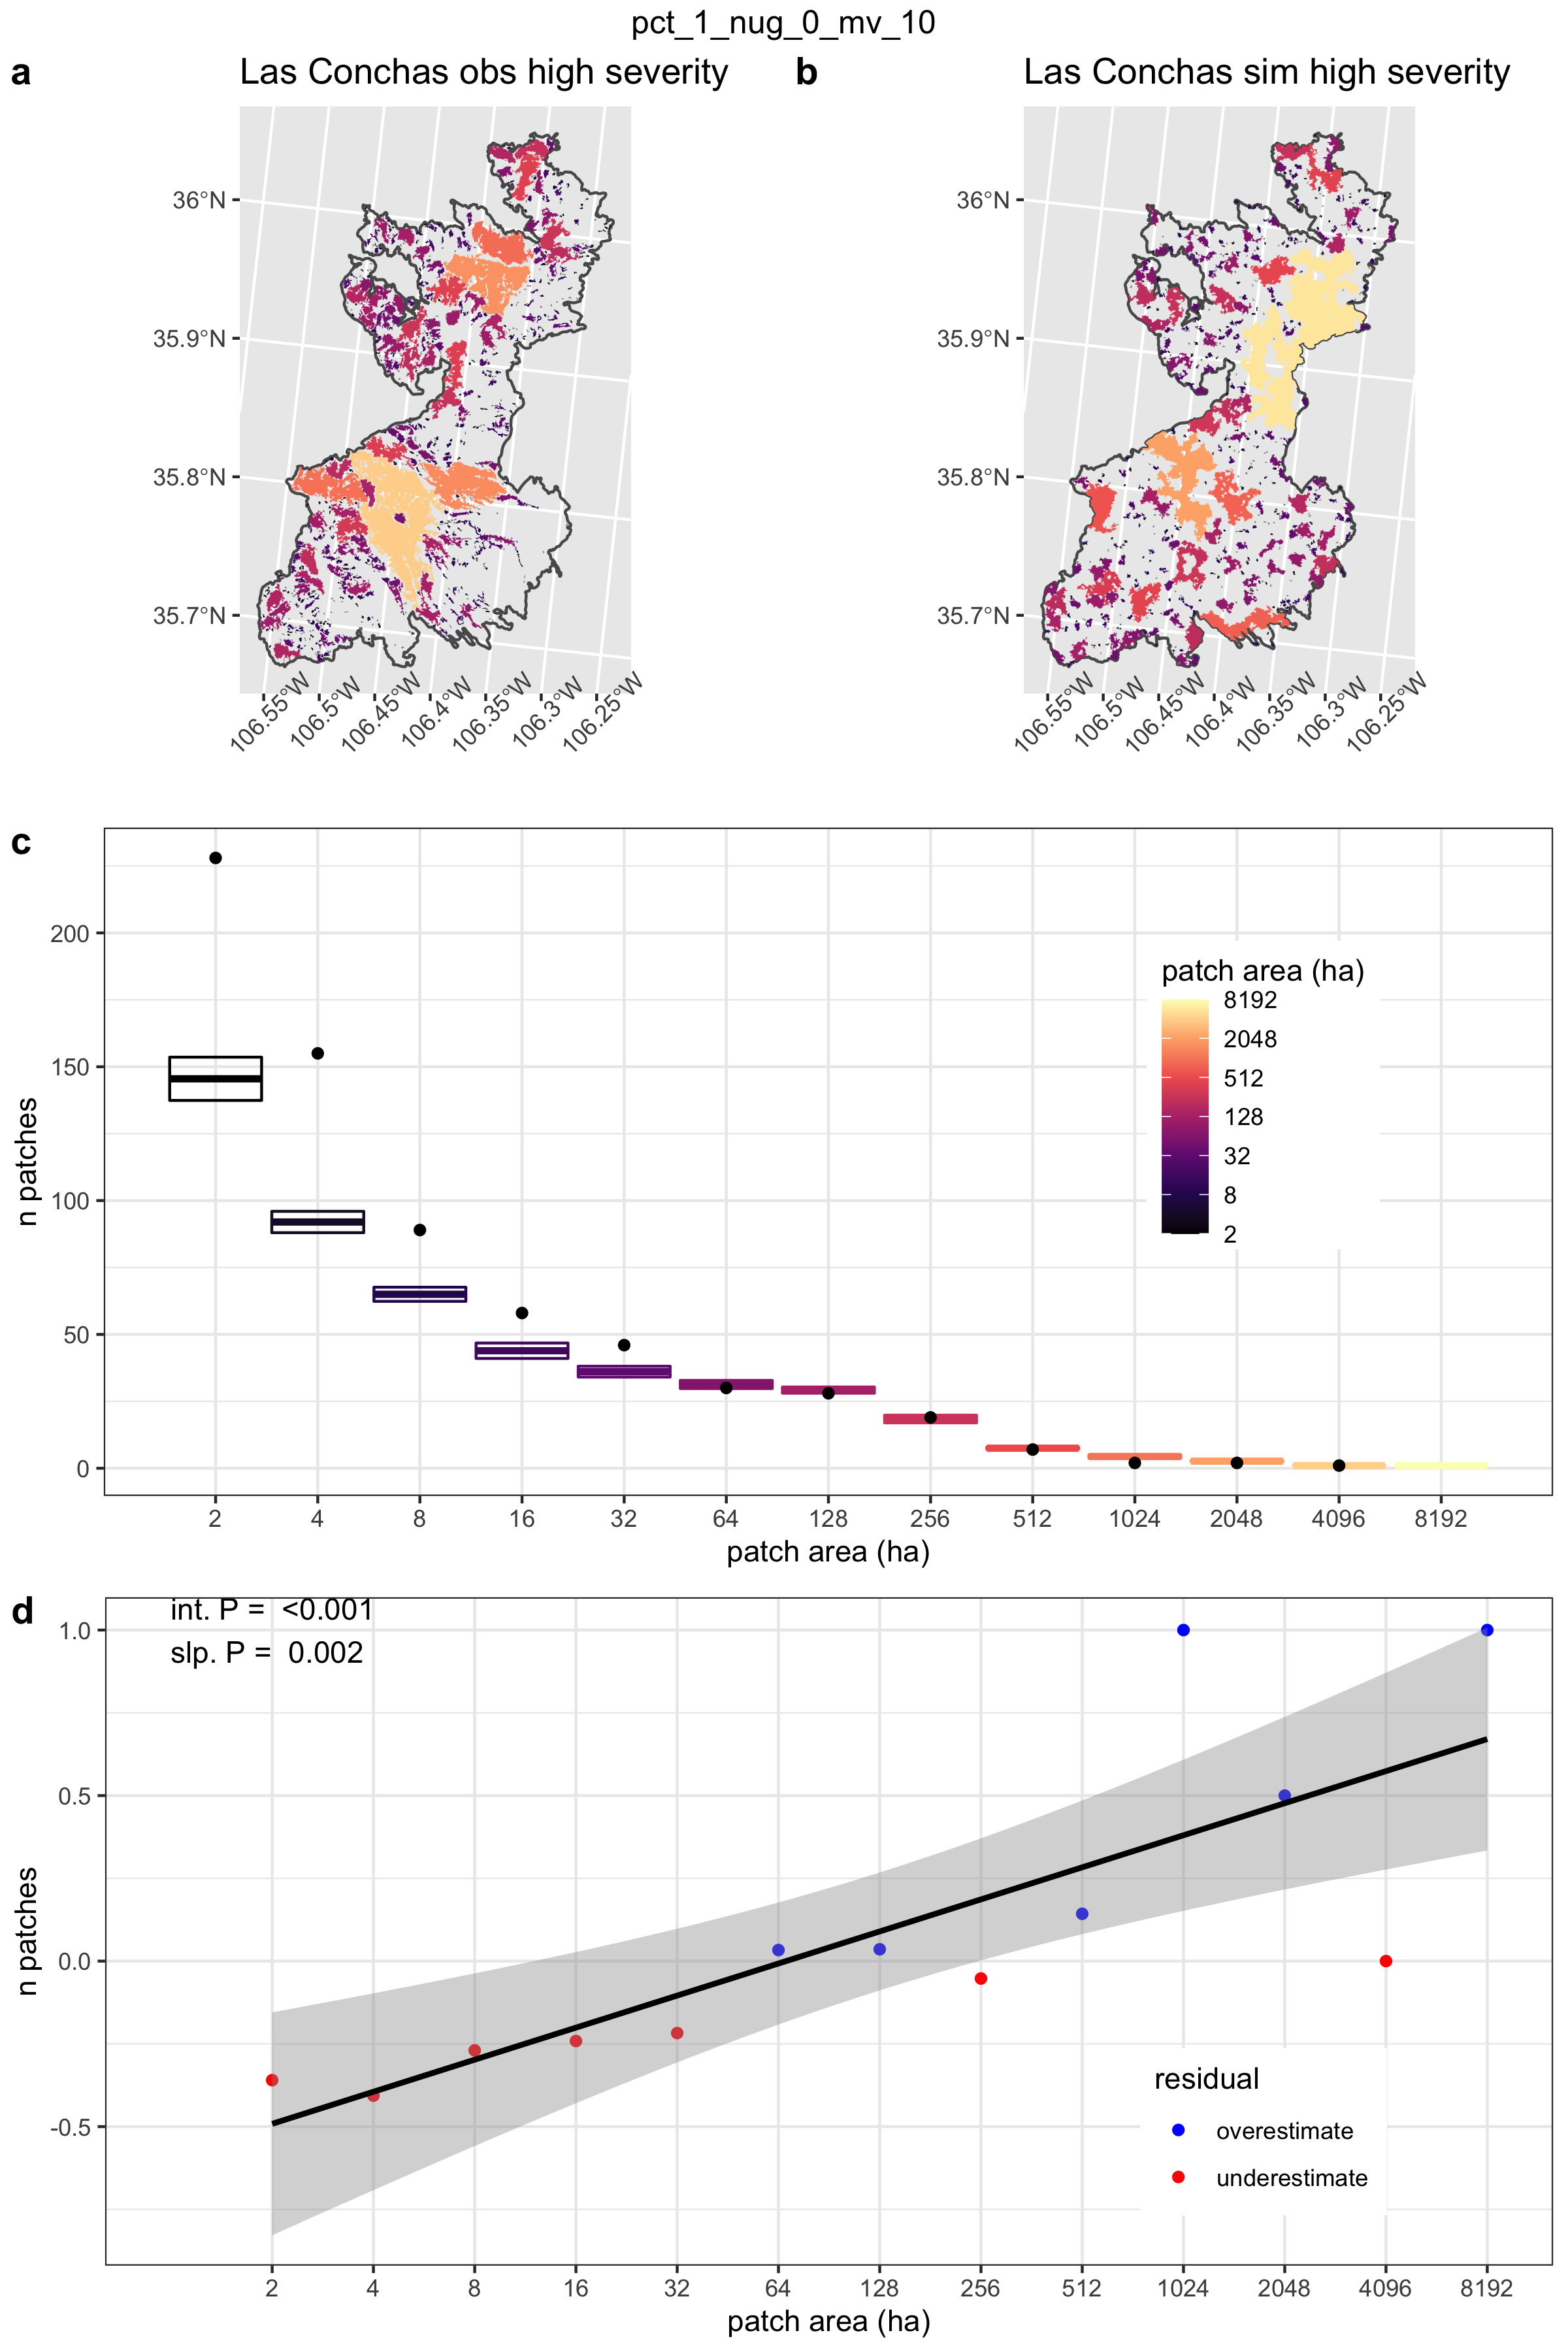 pct_1_nug_0_mv_10
a
Las Conchas obs high severity
36°N
35.9°N
35.8°N
35.7°N
106.55°W
106.5°W
106.45°W
106.4°W
106.35°W
106.3°W
106.25°W
b
Las Conchas sim high severity
36°N
35.9°N
35.8°N
35.7°N
106.55°W
106.5°W
106.45°W
106.4°W
106.35°W
106.3°W
106.25°W
c
n patches
200
150
100
50
0
patch area (ha)
8192
2048
512
128
32
8
2
2 4 8 16 32 64 128 256 512 1024 2048 4096 8192
patch area (ha)
d
int. P = <0.001
slp. P = 0.002
n patches
1.0
0.5
0.0
-0.5
residual
overestimate
underestimate
2 4 8 16 32 64 128 256 512 1024 2048 4096 8192
patch area (ha)